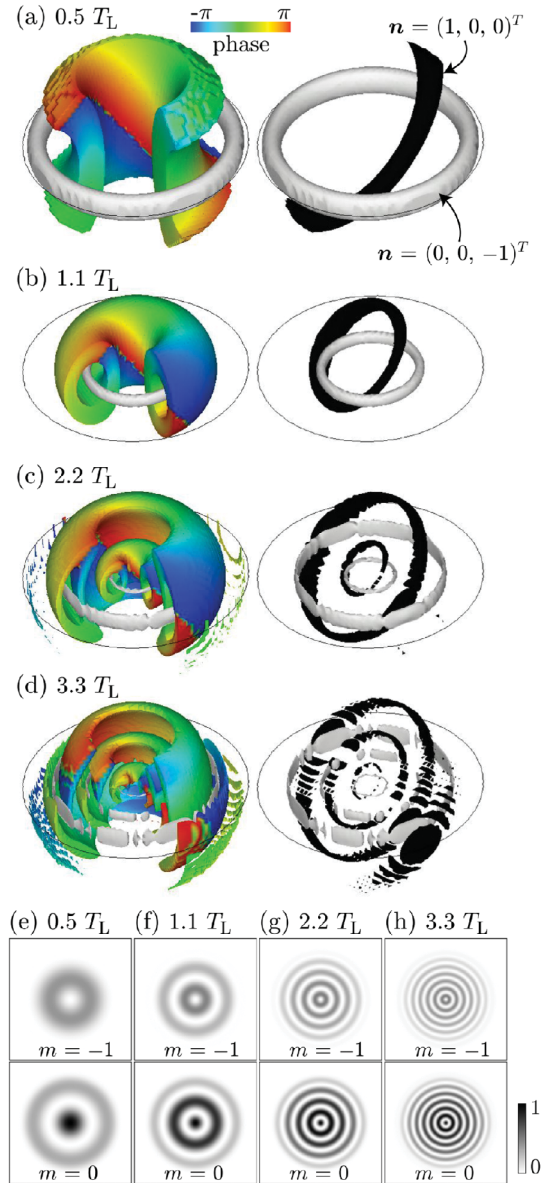 (a) 0.5 T_L
-π π
phase
n = (1, 0, 0)^T
n = (0, 0, −1)^T
(b) 1.1 T_L
(c) 2.2 T_L
(d) 3.3 T_L
(e) 0.5 T_L (f) 1.1 T_L (g) 2.2 T_L (h) 3.3 T_L
m = −1 m = −1 m = −1 m = −1
1
0
m = 0 m = 0 m = 0 m = 0